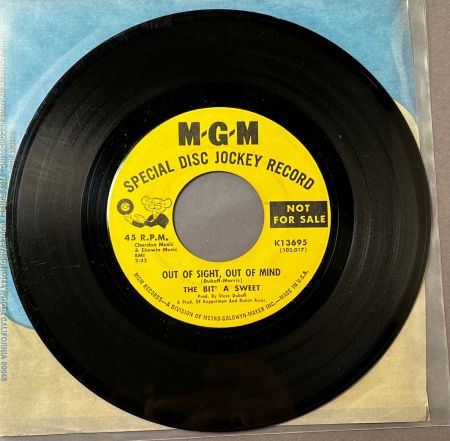 M-G-M
SPECIAL DISC JOCKEY RECORD
NOT
FOR SALE
45 R.P.M.
Chardon Music
& Elmwin Music
BMI
2:33
K13695
(102,017)
OUT OF SIGHT, OUT OF MIND
(Duboff-Morris)
THE BIT' A SWEET
Prod. By Steve Duboff
A Prod. Of Koppelman And Rubin Assoc.
MGM RECORDS—A DIVISION OF METRO-GOLDWYN-MAYER INC.—MADE IN U.S.A.
CALIFORNIA